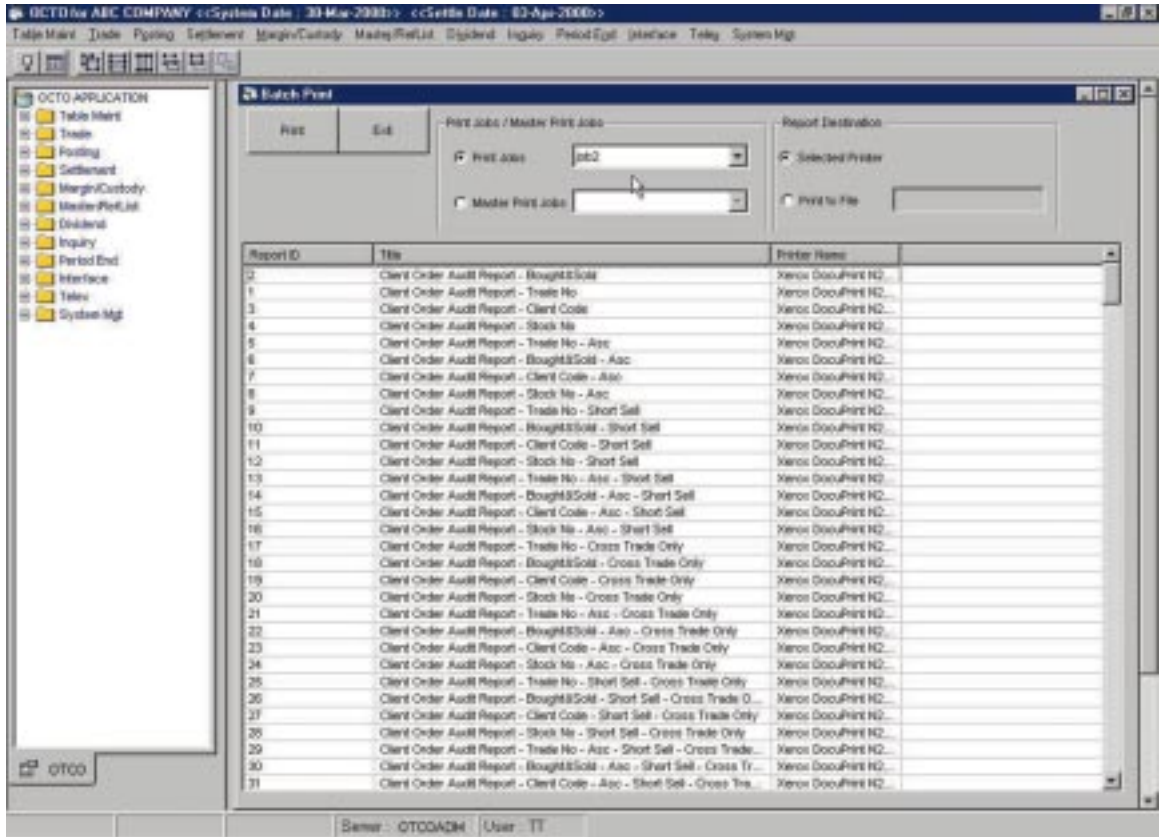 OCTO for ABC COMPANY <<System Date : 30-Mar-2000>> <<Settle Date : 03-Apr-2000>>
Table Maint Trade Posting Settlement Margin/Custody Master/RefList Dividend Inquiry Period End Interface Telex System Mgt
OCTO APPLICATION
Table Maint
Trade
Posting
Settlement
Margin/Custody
Master/RefList
Dividend
Inquiry
Period End
Interface
Telex
System Mgt
OTCO
Batch Print
Print Exit
Print Jobs / Master Print Jobs
Print Jobs job2
Master Print Jobs
Report Destination
Selected Printer
Print to File
Report ID Title Printer Name
2 Client Order Audit Report - Bought&Sold Xerox DocuPrint N2...
1 Client Order Audit Report - Trade No Xerox DocuPrint N2...
3 Client Order Audit Report - Client Code Xerox DocuPrint N2...
4 Client Order Audit Report - Stock No Xerox DocuPrint N2...
5 Client Order Audit Report - Trade No - Asc Xerox DocuPrint N2...
6 Client Order Audit Report - Bought&Sold - Asc Xerox DocuPrint N2...
7 Client Order Audit Report - Client Code - Asc Xerox DocuPrint N2...
8 Client Order Audit Report - Stock No - Asc Xerox DocuPrint N2...
9 Client Order Audit Report - Trade No - Short Sell Xerox DocuPrint N2...
10 Client Order Audit Report - Bought&Sold - Short Sell Xerox DocuPrint N2...
11 Client Order Audit Report - Client Code - Short Sell Xerox DocuPrint N2...
12 Client Order Audit Report - Stock No - Short Sell Xerox DocuPrint N2...
13 Client Order Audit Report - Trade No - Asc - Short Sell Xerox DocuPrint N2...
14 Client Order Audit Report - Bought&Sold - Asc - Short Sell Xerox DocuPrint N2...
15 Client Order Audit Report - Client Code - Asc - Short Sell Xerox DocuPrint N2...
16 Client Order Audit Report - Stock No - Asc - Short Sell Xerox DocuPrint N2...
17 Client Order Audit Report - Trade No - Cross Trade Only Xerox DocuPrint N2...
18 Client Order Audit Report - Bought&Sold - Cross Trade Only Xerox DocuPrint N2...
19 Client Order Audit Report - Client Code - Cross Trade Only Xerox DocuPrint N2...
20 Client Order Audit Report - Stock No - Cross Trade Only Xerox DocuPrint N2...
21 Client Order Audit Report - Trade No - Asc - Cross Trade Only Xerox DocuPrint N2...
22 Client Order Audit Report - Bought&Sold - Asc - Cross Trade Only Xerox DocuPrint N2...
23 Client Order Audit Report - Client Code - Asc - Cross Trade Only Xerox DocuPrint N2...
24 Client Order Audit Report - Stock No - Asc - Cross Trade Only Xerox DocuPrint N2...
25 Client Order Audit Report - Trade No - Short Sell - Cross Trade Only Xerox DocuPrint N2...
26 Client Order Audit Report - Bought&Sold - Short Sell - Cross Trade O... Xerox DocuPrint N2...
27 Client Order Audit Report - Client Code - Short Sell - Cross Trade Only Xerox DocuPrint N2...
28 Client Order Audit Report - Stock No - Short Sell - Cross Trade Only Xerox DocuPrint N2...
29 Client Order Audit Report - Trade No - Asc - Short Sell - Cross Trade... Xerox DocuPrint N2...
30 Client Order Audit Report - Bought&Sold - Asc - Short Sell - Cross Tr... Xerox DocuPrint N2...
31 Client Order Audit Report - Client Code - Asc - Short Sell - Cross Tra... Xerox DocuPrint N2...
Server : OTCOADM User : TT